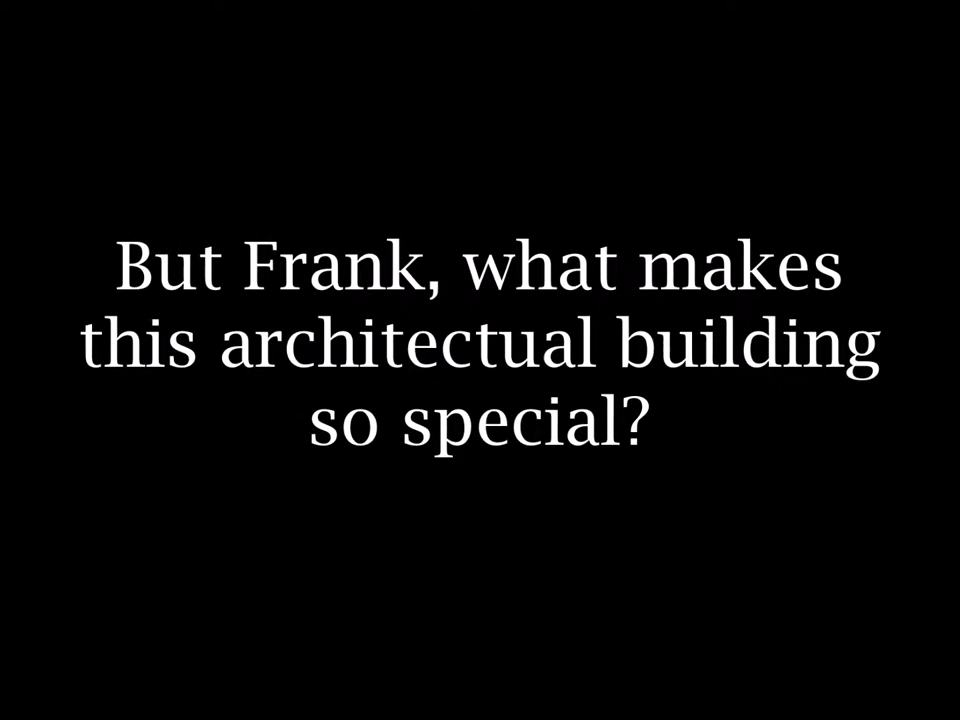 But Frank, what makes
this architectual building
so special?